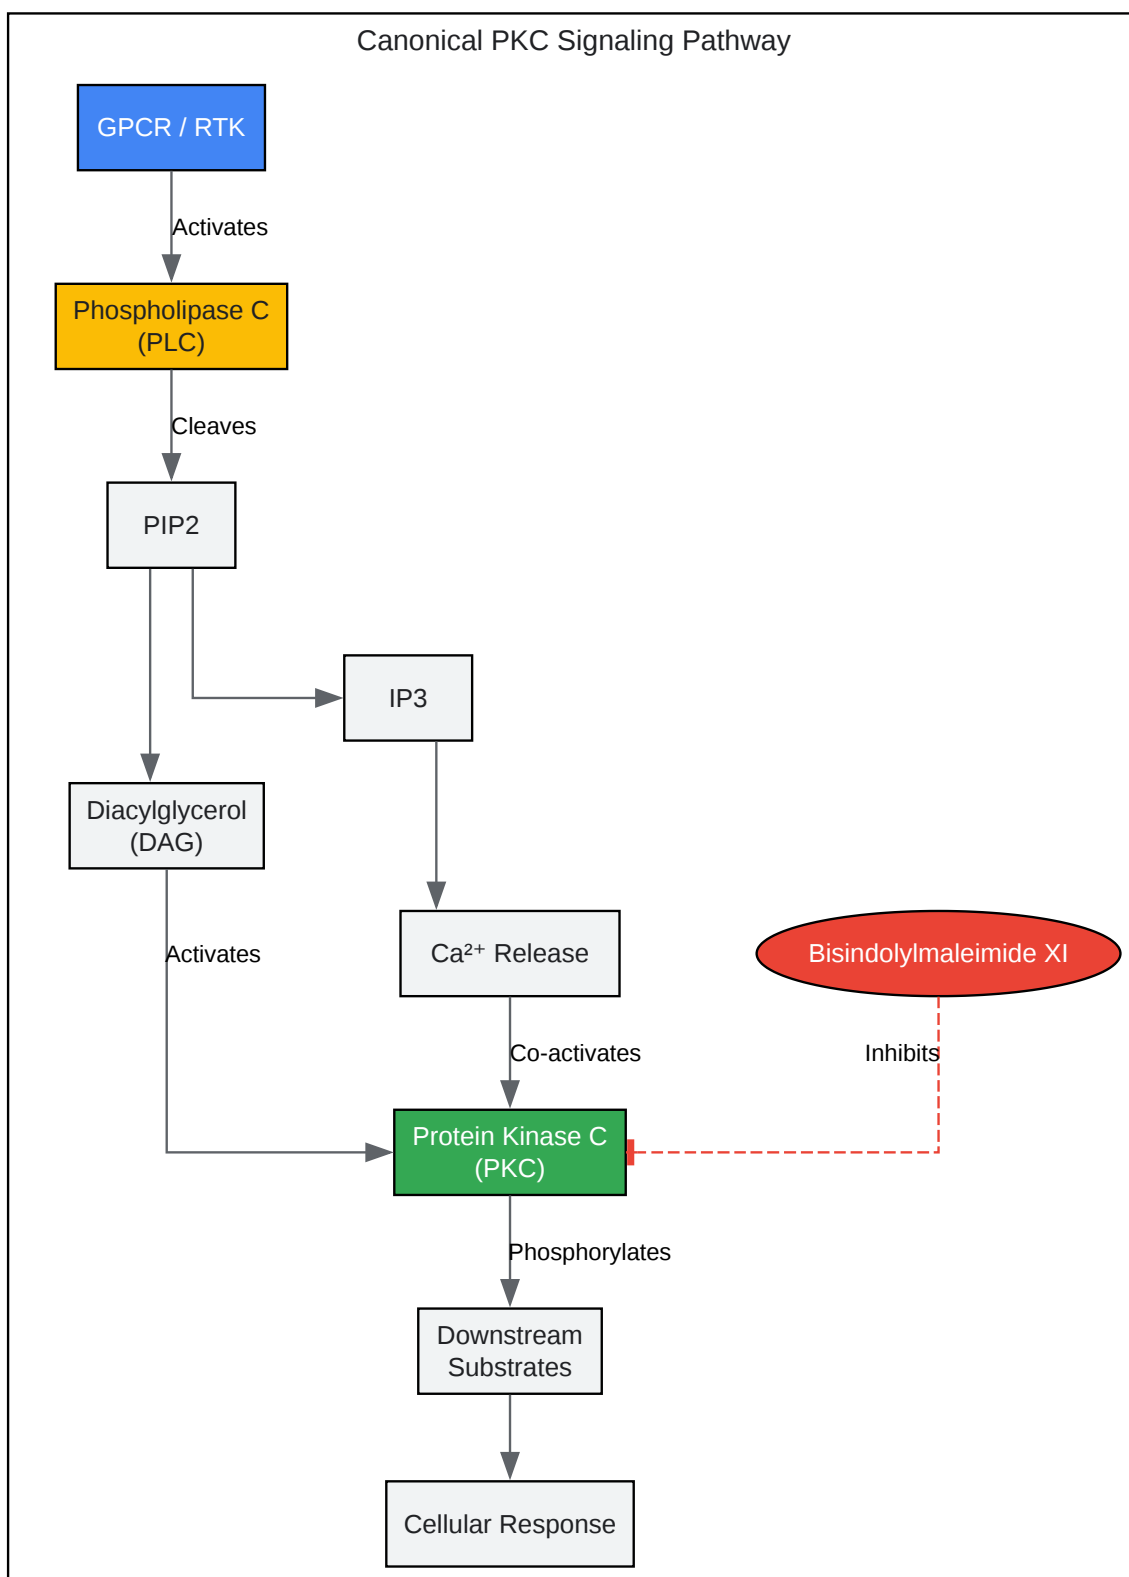 Canonical PKC Signaling Pathway
GPCR / RTK
Activates
Phospholipase C
(PLC)
Cleaves
PIP2
IP3
Diacylglycerol
(DAG)
Activates
Ca²⁺ Release
Bisindolylmaleimide XI
Co-activates
Inhibits
Protein Kinase C
(PKC)
Phosphorylates
Downstream
Substrates
Cellular Response